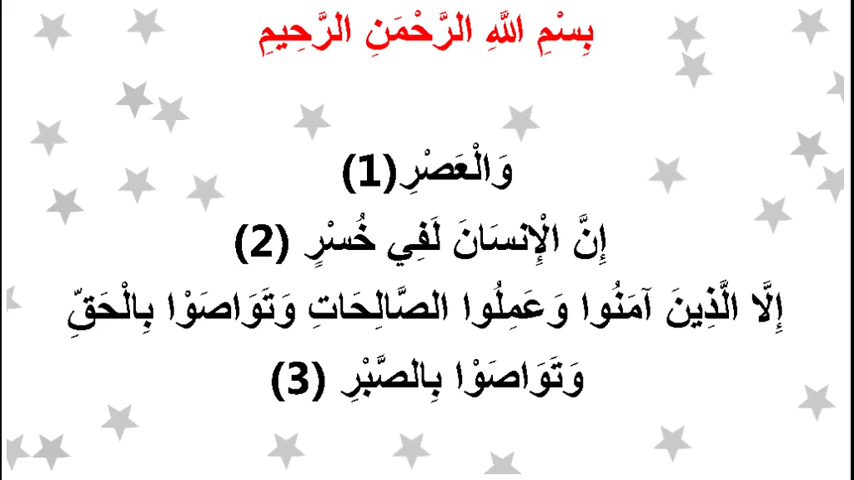 بِسْمِ اللَّهِ الرَّحْمَنِ الرَّحِيمِ
وَالْعَصْرِ(1)
إِنَّ الْإِنسَانَ لَفِي خُسْرٍ (2)
إِلَّا الَّذِينَ آمَنُوا وَعَمِلُوا الصَّالِحَاتِ وَتَوَاصَوْا بِالْحَقِّ
وَتَوَاصَوْا بِالصَّبْرِ (3)